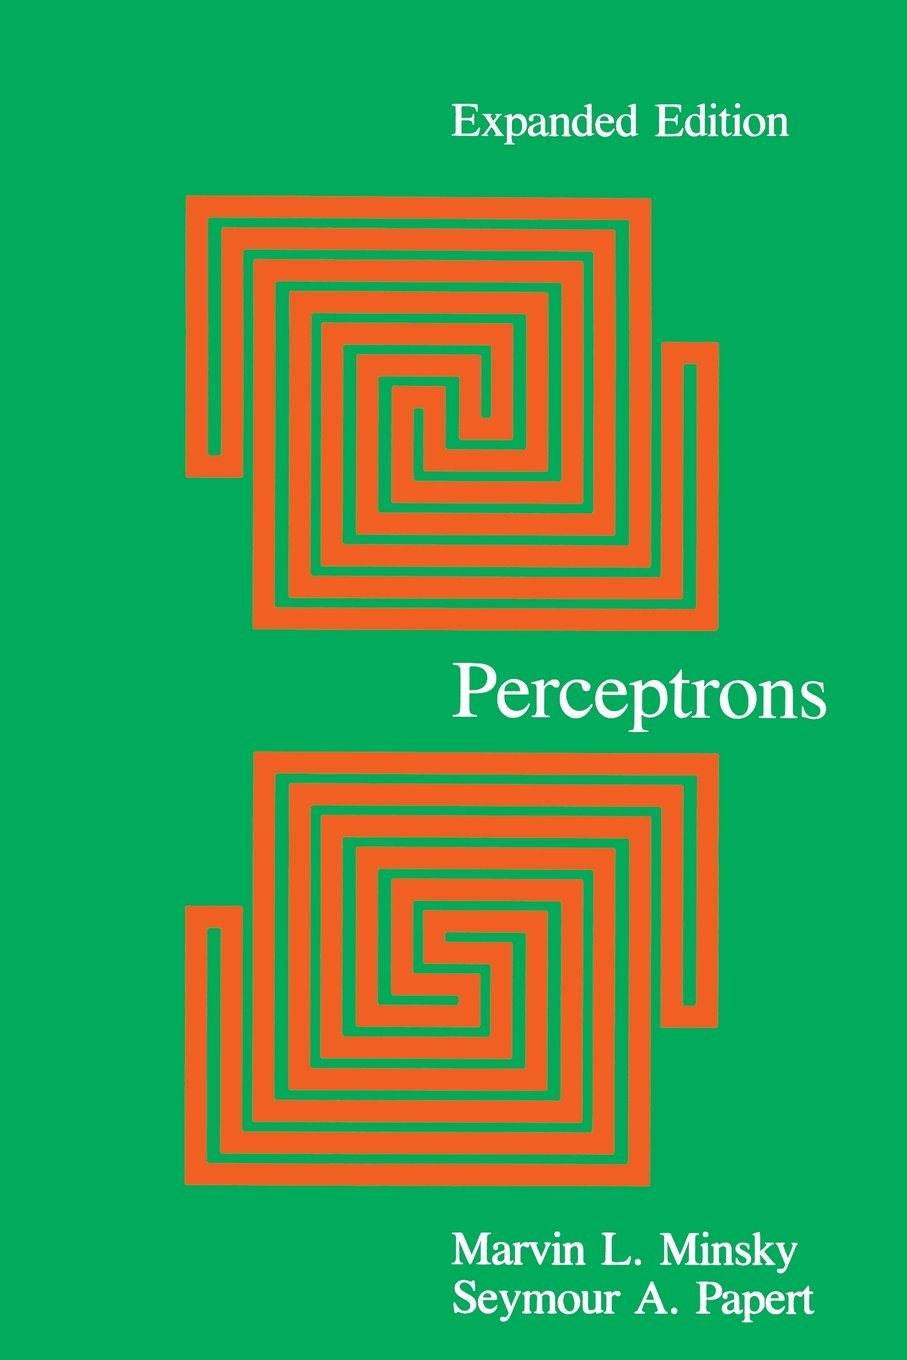 Expanded Edition
Perceptrons
Marvin L. Minsky
Seymour A. Papert